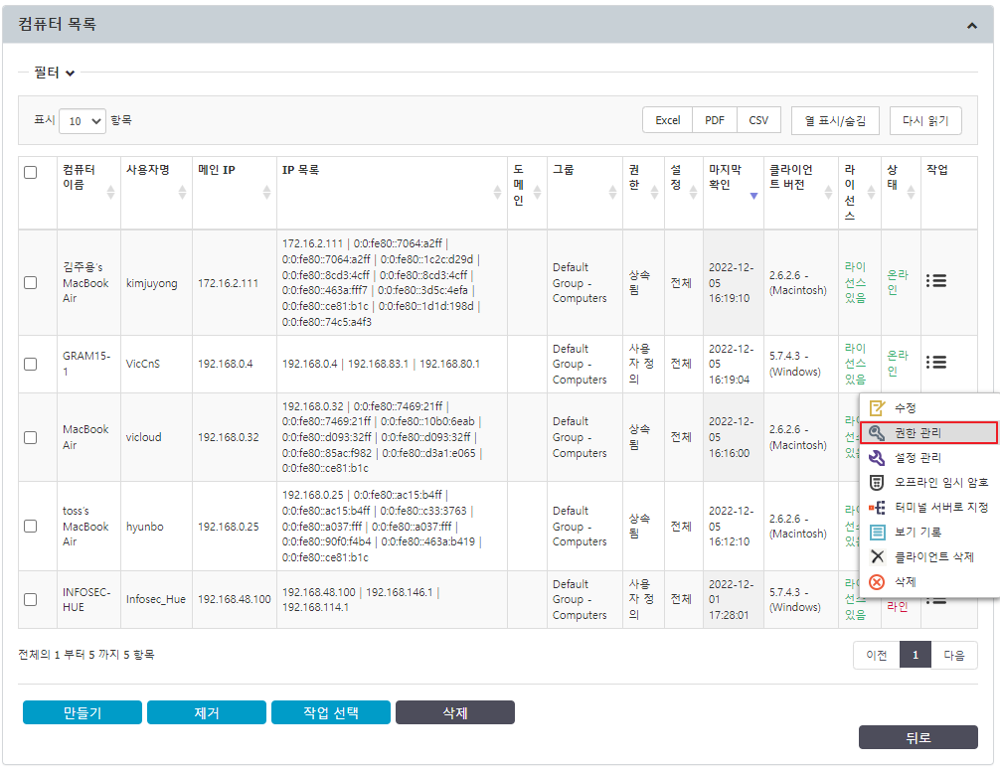 컴퓨터 목록
필터
표시 10 항목
Excel PDF CSV 열 표시/숨김 다시 읽기
컴퓨터 이름 사용자명 메인 IP IP 목록 도메인 그룹 권한 설정 마지막 확인 클라이언트 버전 라이선스 상태 작업
김주용's
MacBook
Air
kimjuyong
172.16.2.111
172.16.2.111 | 0:0:fe80::7064:a2ff |
0:0:fe80::7064:a2ff | 0:0:fe80::1c2c:d29d |
0:0:fe80::8cd3:4cff | 0:0:fe80::8cd3:4cff |
0:0:fe80::463a:fff7 | 0:0:fe80::3d5c:4efa |
0:0:fe80::ce81:b1c | 0:0:fe80::1d1d:198d |
0:0:fe80::74c5:a4f3
Default
Group -
Computers
상속
됨
전체
2022-12-
05
16:19:10
2.6.2.6 -
(Macintosh)
라이
선스
있음
온라
인
GRAM15-
1
VicCnS
192.168.0.4
192.168.0.4 | 192.168.83.1 | 192.168.80.1
Default
Group -
Computers
사용
자 정
의
전체
2022-12-
05
16:19:04
5.7.4.3 -
(Windows)
라이
선스
있음
온라
인
MacBook
Air
vicloud
192.168.0.32
192.168.0.32 | 0:0:fe80::7469:21ff |
0:0:fe80::7469:21ff | 0:0:fe80::10b0:6eab |
0:0:fe80::d093:32ff | 0:0:fe80::d093:32ff |
0:0:fe80::85ac:f982 | 0:0:fe80::d3a1:e065 |
0:0:fe80::ce81:b1c
Default
Group -
Computers
상속
됨
전체
2022-12-
05
16:16:00
2.6.2.6 -
(Macintosh)
toss's
MacBook
Air
hyunbo
192.168.0.25
192.168.0.25 | 0:0:fe80::ac15:b4ff |
0:0:fe80::ac15:b4ff | 0:0:fe80::c33:3763 |
0:0:fe80::a037:fff | 0:0:fe80::a037:fff |
0:0:fe80::90f0:f4b4 | 0:0:fe80::463a:b419 |
0:0:fe80::ce81:b1c
Default
Group -
Computers
상속
됨
전체
2022-12-
05
16:12:10
2.6.2.6 -
(Macintosh)
INFOSEC-
HUE
Infosec_Hue
192.168.48.100
192.168.48.100 | 192.168.146.1 |
192.168.114.1
Default
Group -
Computers
사용
자 정
의
전체
2022-12-
01
17:28:01
5.7.4.3 -
(Windows)
선스
있음
라인
수정
권한 관리
설정 관리
오프라인 임시 암호
터미널 서버로 지정
보기 기록
클라이언트 삭제
삭제
전체의 1 부터 5 까지 5 항목
이전 1 다음
만들기 제거 작업 선택 삭제
뒤로